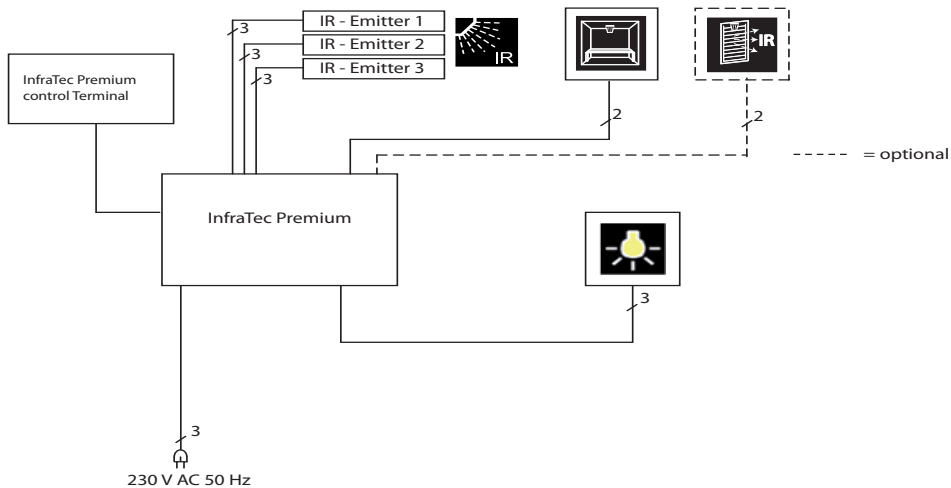 3
IR - Emitter 1
3
IR - Emitter 2
3
IR - Emitter 3
IR
IR
InfraTec Premium
control Terminal
2
2
= optional
InfraTec Premium
3
3
230 V AC 50 Hz